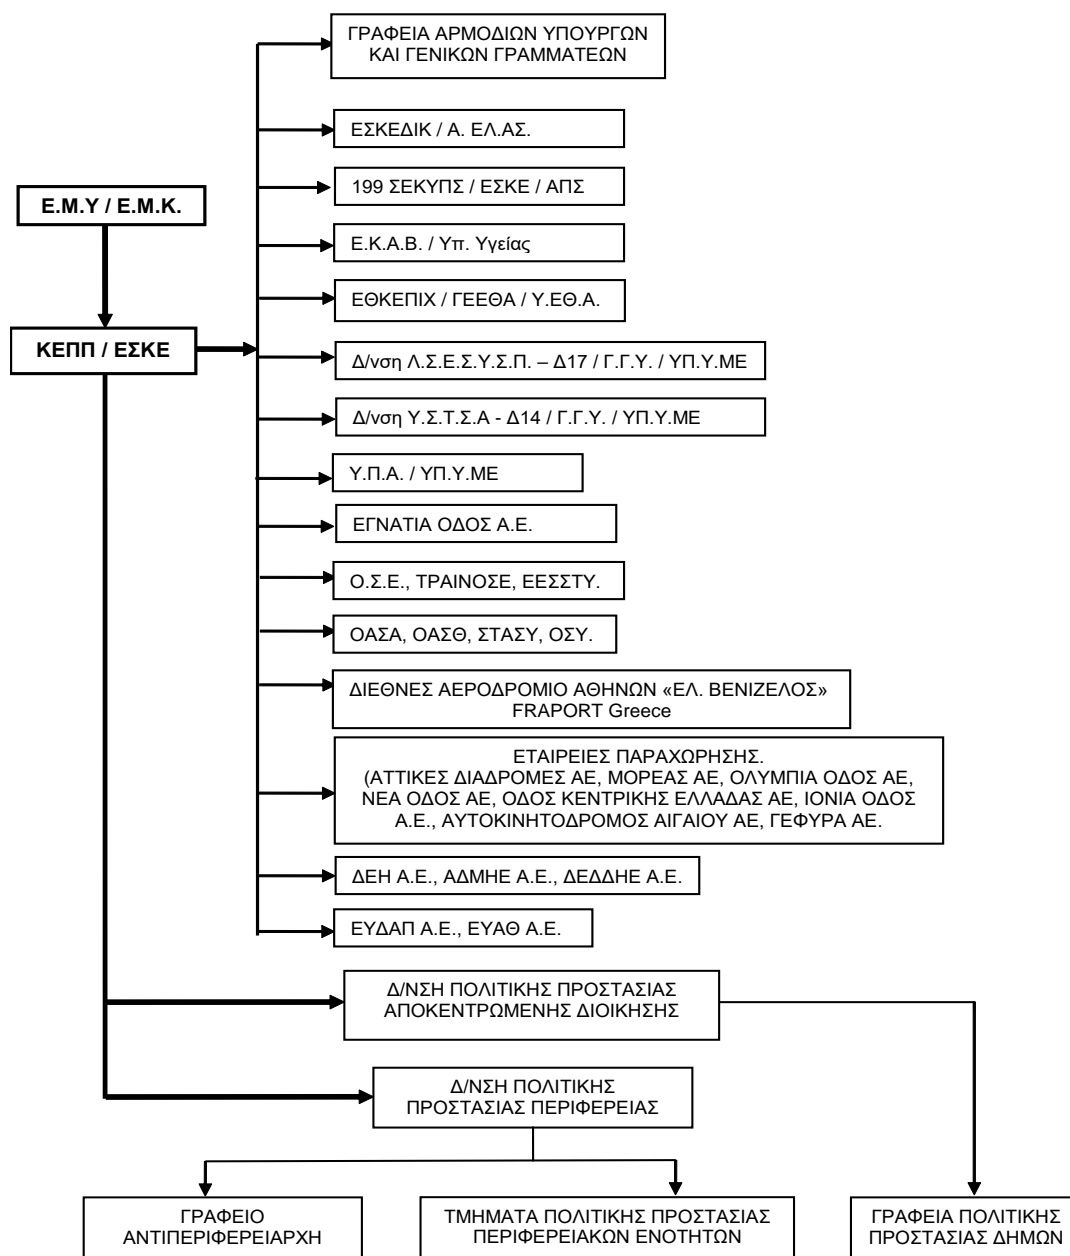 ΓΡΑΦΕΙΑ ΑΡΜΟΔΙΩΝ ΥΠΟΥΡΓΩΝ
ΚΑΙ ΓΕΝΙΚΩΝ ΓΡΑΜΜΑΤΕΩΝ
ΕΣΚΕΔΙΚ / Α. ΕΛ.ΑΣ.
199 ΣΕΚΥΠΣ / ΕΣΚΕ / ΑΠΣ
Ε.Μ.Υ / Ε.Μ.Κ.
Ε.Κ.Α.Β. / Υπ. Υγείας
ΕΘΚΕΠΙΧ / ΓΕΕΘΑ / Υ.ΕΘ.Α.
ΚΕΠΠ / ΕΣΚΕ
Δ/νση Λ.Σ.Ε.Σ.Υ.Σ.Π. – Δ17 / Γ.Γ.Υ. / ΥΠ.Υ.ΜΕ
Δ/νση Υ.Σ.Τ.Σ.Α - Δ14 / Γ.Γ.Υ. / ΥΠ.Υ.ΜΕ
Υ.Π.Α. / ΥΠ.Υ.ΜΕ
ΕΓΝΑΤΙΑ ΟΔΟΣ Α.Ε.
Ο.Σ.Ε., ΤΡΑΙΝΟΣΕ, ΕΕΣΣΤΥ.
ΟΑΣΑ, ΟΑΣΘ, ΣΤΑΣΥ, ΟΣΥ.
ΔΙΕΘΝΕΣ ΑΕΡΟΔΡΟΜΙΟ ΑΘΗΝΩΝ «ΕΛ. ΒΕΝΙΖΕΛΟΣ»
FRAPORT Greece
ΕΤΑΙΡΕΙΕΣ ΠΑΡΑΧΩΡΗΣΗΣ.
(ΑΤΤΙΚΕΣ ΔΙΑΔΡΟΜΕΣ ΑΕ, ΜΟΡΕΑΣ ΑΕ, ΟΛΥΜΠΙΑ ΟΔΟΣ ΑΕ,
ΝΕΑ ΟΔΟΣ ΑΕ, ΟΔΟΣ ΚΕΝΤΡΙΚΗΣ ΕΛΛΑΔΑΣ ΑΕ, ΙΟΝΙΑ ΟΔΟΣ
Α.Ε., ΑΥΤΟΚΙΝΗΤΟΔΡΟΜΟΣ ΑΙΓΑΙΟΥ ΑΕ, ΓΕΦΥΡΑ ΑΕ.
ΔΕΗ Α.Ε., ΑΔΜΗΕ Α.Ε., ΔΕΔΔΗΕ Α.Ε.
ΕΥΔΑΠ Α.Ε., ΕΥΑΘ Α.Ε.
Δ/ΝΣΗ ΠΟΛΙΤΙΚΗΣ ΠΡΟΣΤΑΣΙΑΣ
ΑΠΟΚΕΝΤΡΩΜΕΝΗΣ ΔΙΟΙΚΗΣΗΣ
Δ/ΝΣΗ ΠΟΛΙΤΙΚΗΣ
ΠΡΟΣΤΑΣΙΑΣ ΠΕΡΙΦΕΡΕΙΑΣ
ΓΡΑΦΕΙΟ
ΑΝΤΙΠΕΡΙΦΕΡΕΙΑΡΧΗ
ΤΜΗΜΑΤΑ ΠΟΛΙΤΙΚΗΣ ΠΡΟΣΤΑΣΙΑΣ
ΠΕΡΙΦΕΡΕΙΑΚΩΝ ΕΝΟΤΗΤΩΝ
ΓΡΑΦΕΙΑ ΠΟΛΙΤΙΚΗΣ
ΠΡΟΣΤΑΣΙΑΣ ΔΗΜΩΝ